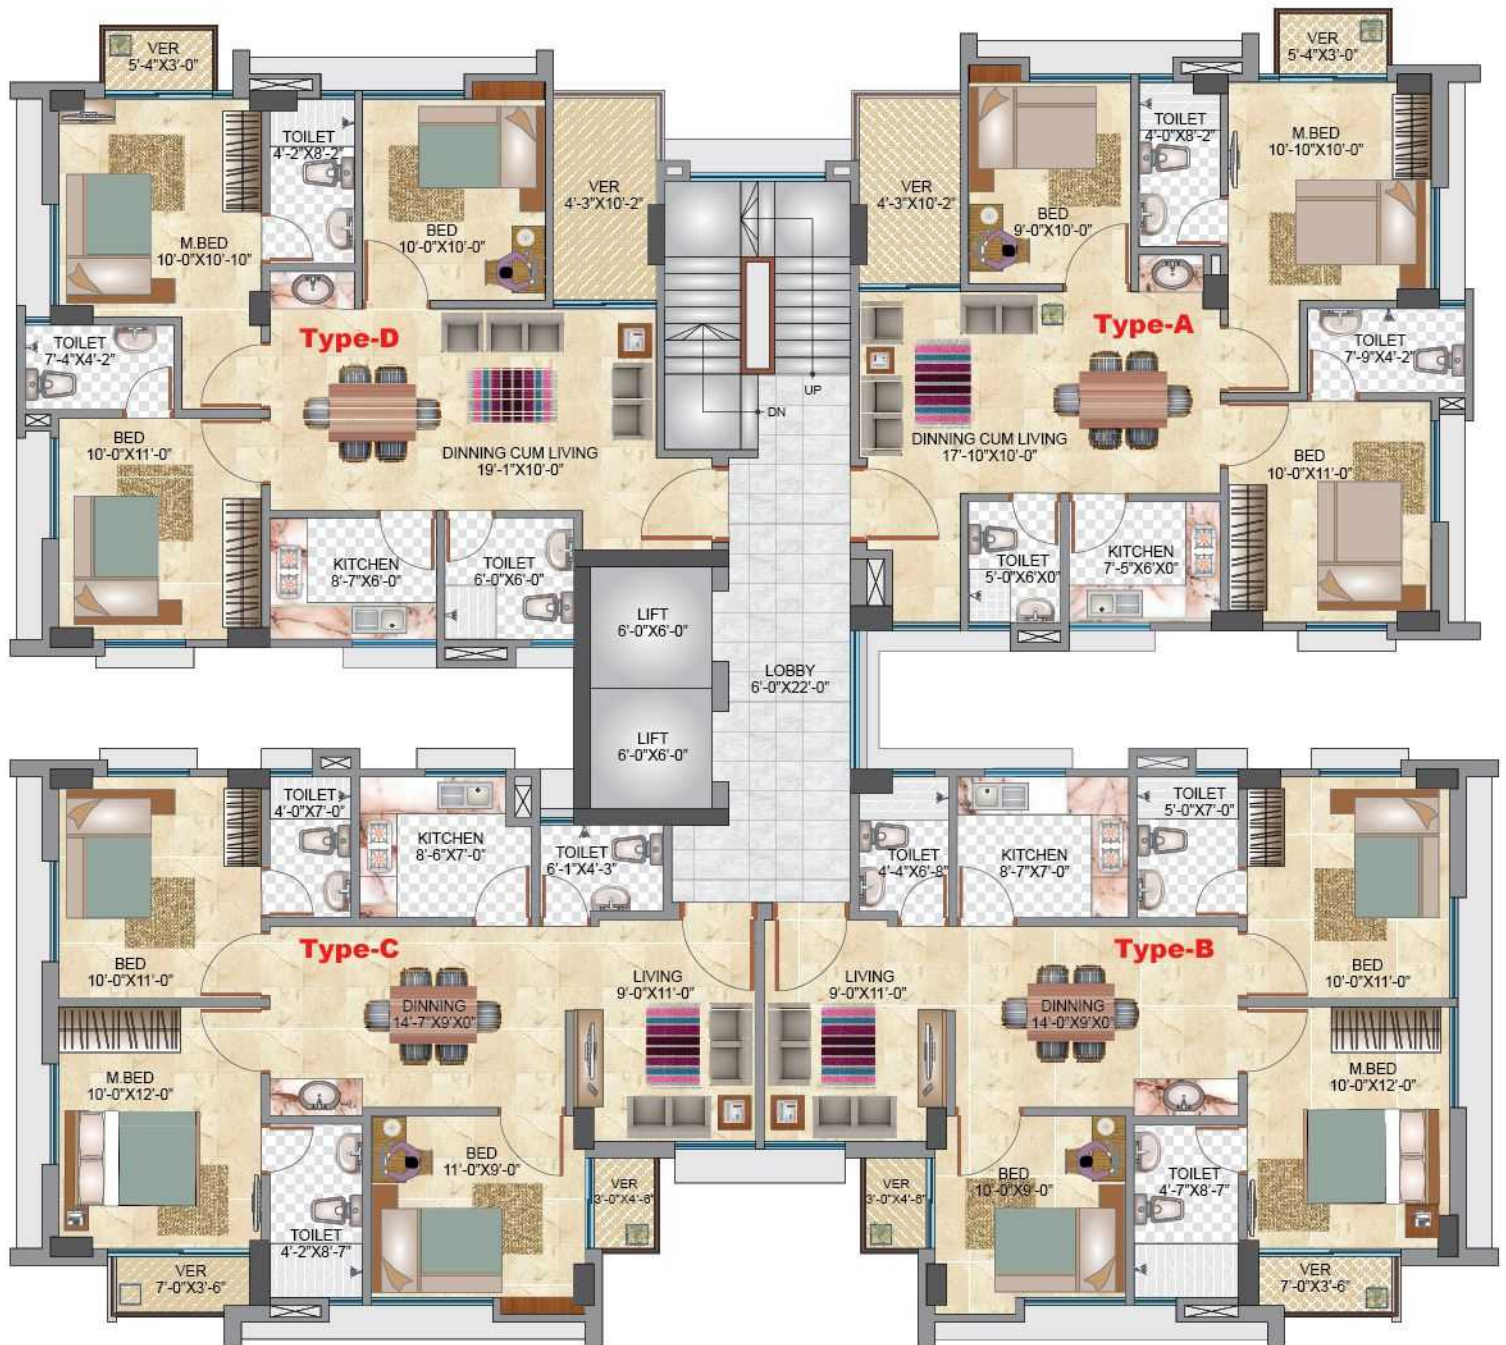 VER
5'-4"X3'-0"
TOILET
4'-2"X8'-2"
M.BED
10'-0"X10'-10"
BED
10'-0"X10'-0"
VER
4'-3"X10'-2"
Type-D
TOILET
7'-4"X4'-2"
BED
10'-0"X11'-0"
DINNING CUM LIVING
19'-1"X10'-0"
KITCHEN
8'-7"X6'-0"
TOILET
6'-0"X6'-0"
UP
DN
LIFT
6'-0"X6'-0"
LIFT
6'-0"X6'-0"
LOBBY
6'-0"X22'-0"
VER
5'-4"X3'-0"
VER
4'-3"X10'-2"
BED
9'-0"X10'-0"
TOILET
4'-0"X8'-2"
M.BED
10'-10"X10'-0"
Type-A
TOILET
7'-9"X4'-2"
DINNING CUM LIVING
17'-10"X10'-0"
BED
10'-0"X11'-0"
TOILET
5'-0"X6'X0"
KITCHEN
7'-5"X6'X0"
TOILET
4'-0"X7'-0"
KITCHEN
8'-6"X7'-0"
TOILET
6'-1"X4'-3"
BED
10'-0"X11'-0"
Type-C
LIVING
9'-0"X11'-0"
DINNING
14'-7"X9'X0"
M.BED
10'-0"X12'-0"
BED
11'-0"X9'-0"
TOILET
4'-2"X8'-7"
VER
3'-0"X4'-6"
VER
7'-0"X3'-6"
TOILET
4'-4"X6'-8"
KITCHEN
8'-7"X7'-0"
TOILET
5'-0"X7'-0"
Type-B
LIVING
9'-0"X11'-0"
DINNING
14'-0"X9'X0"
BED
10'-0"X11'-0"
M.BED
10'-0"X12'-0"
VER
3'-0"X4'-6"
BED
10'-0"X9'-0"
TOILET
4'-7"X8'-7"
VER
7'-0"X3'-6"